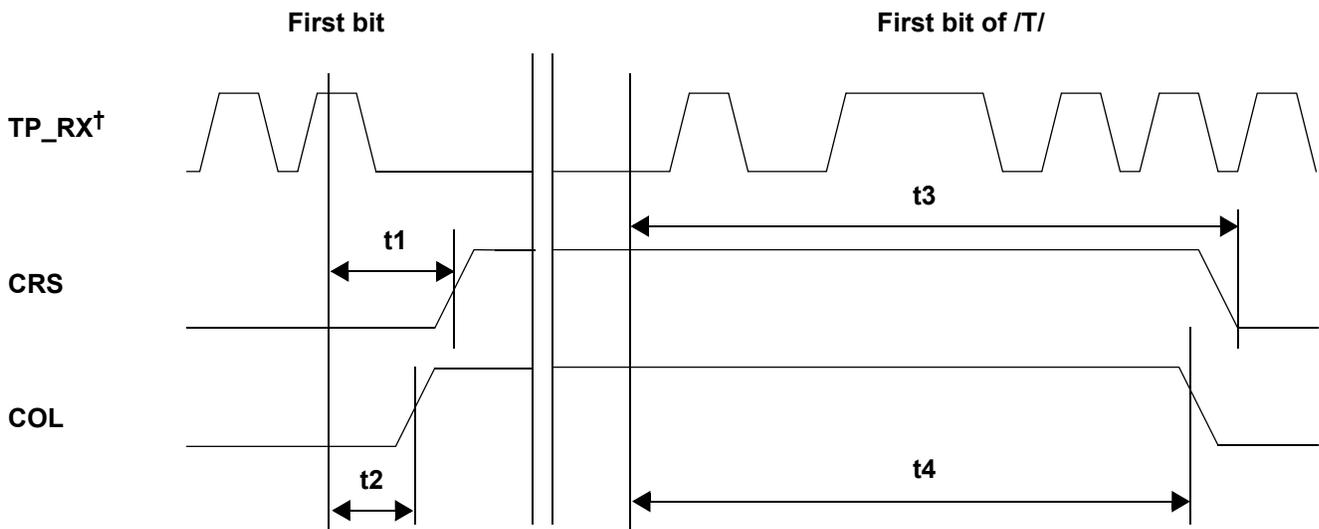 First bit
First bit of /T/
TP_RX†
t3
t1
CRS
COL
t2
t4